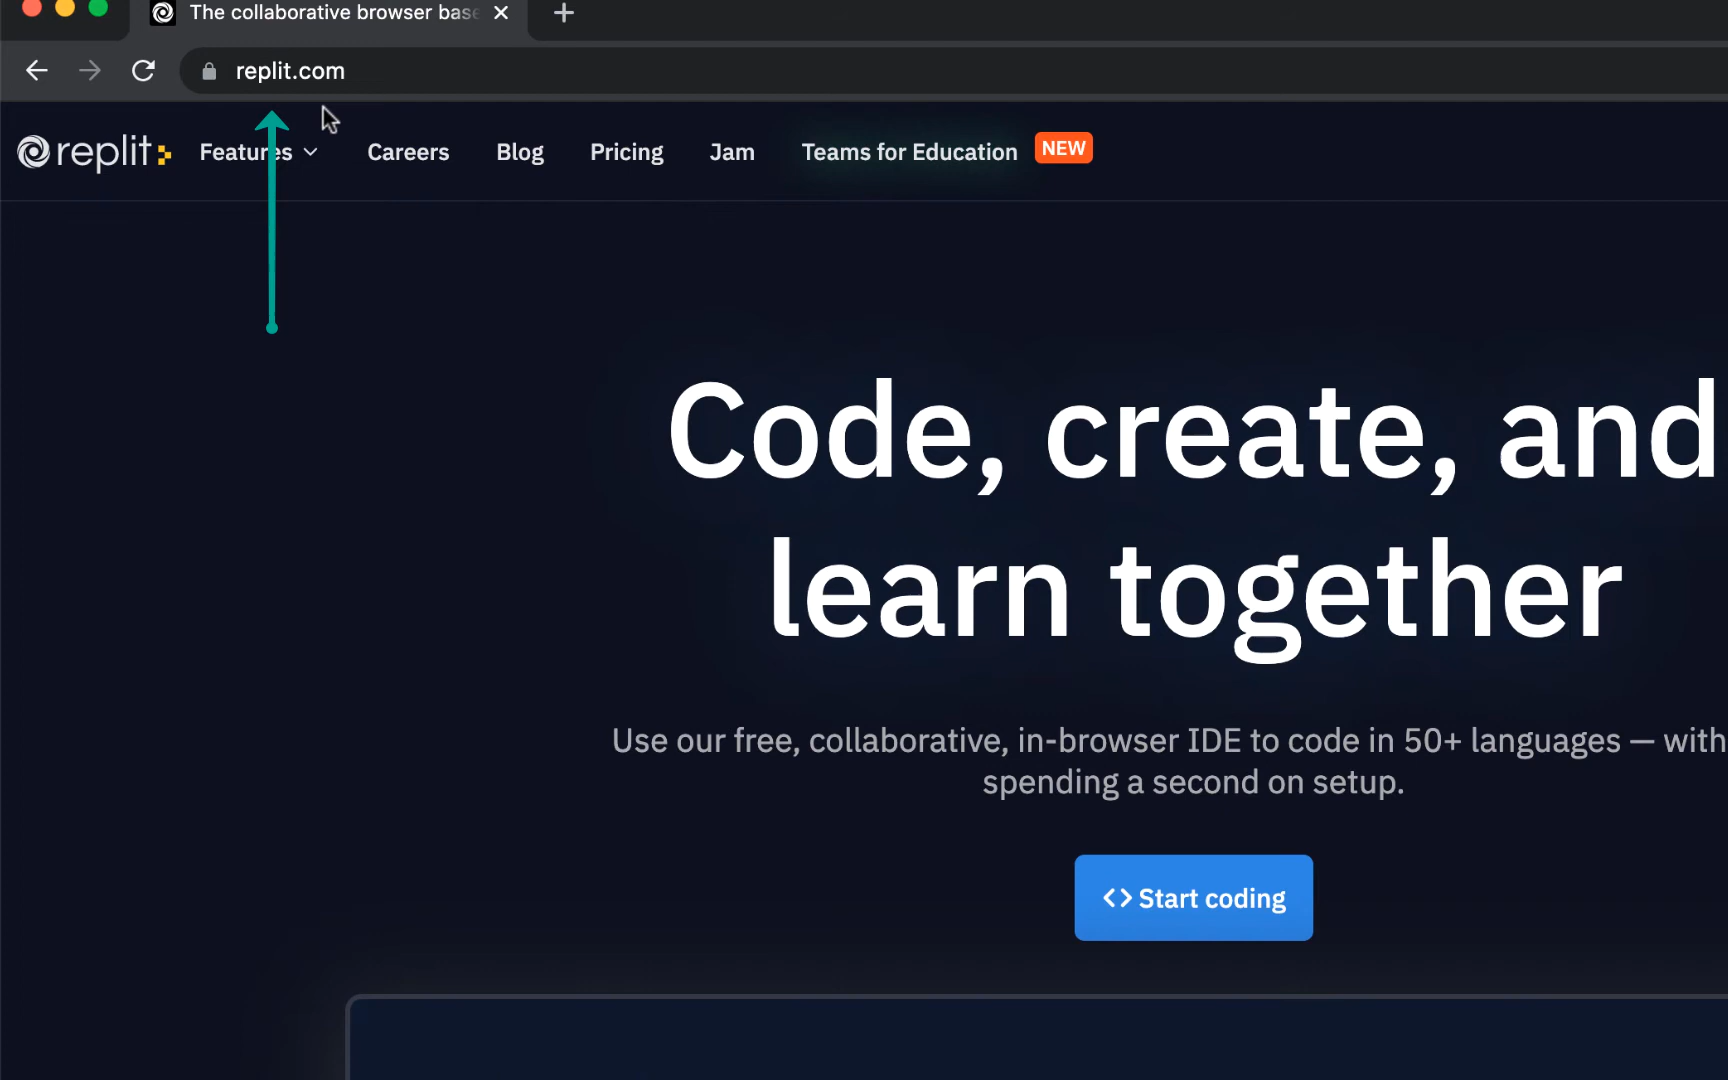 The collaborative browser bas
replit.com
replit Features Careers Blog Pricing Jam Teams for Education NEW
Code, create, and
learn together
Use our free, collaborative, in-browser IDE to code in 50+ languages — with
spending a second on setup.
<> Start coding